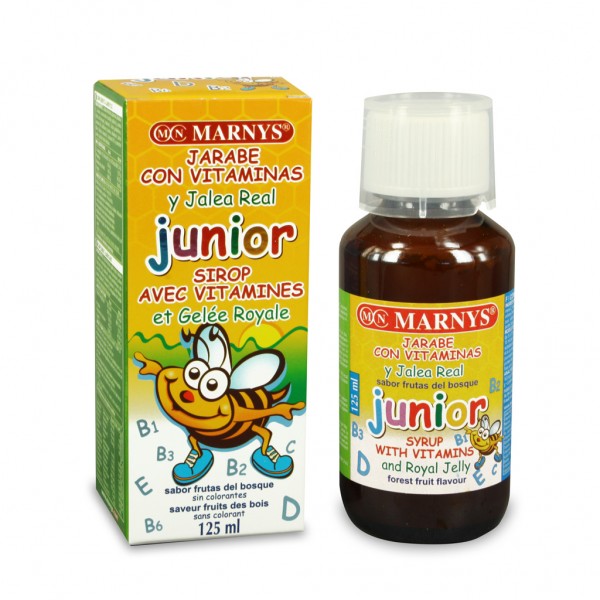 B2
B6
D
MN MARNYS®
JARABE
CON VITAMINAS
y Jalea Real
junior
SIROP
AVEC VITAMINES
et Gelée Royale
B1
B3
B2
C
E
D
B6
sabor frutas del bosque
sin colorantes
saveur fruits des bois
sans colorant
125 ml
MN MARNYS®
JARABE
CON VITAMINAS
y Jalea Real
sabor frutas del bosque
125 ml
junior
B2
B3
B1
SYRUP
WITH VITAMINS
and Royal Jelly
forest fruit flavour
D
E
C